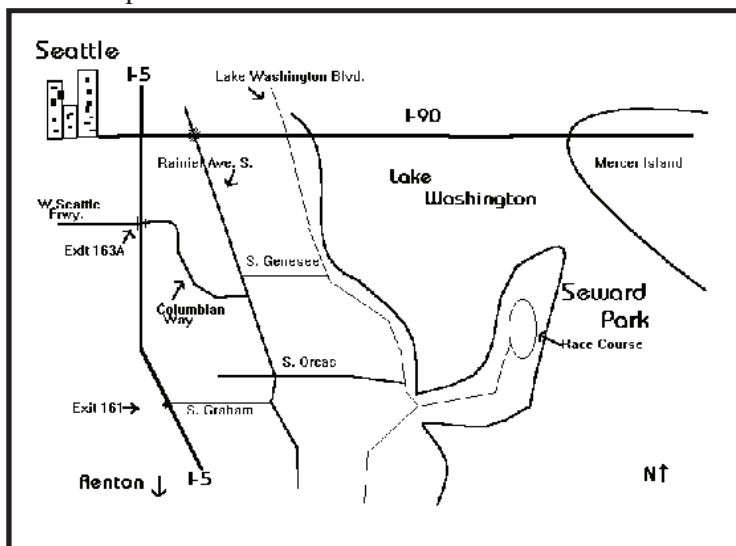 Seattle
I-5
Lake Washington Blvd.
I-90
Rainier Ave. S.
Mercer Island
Lake
Washington
W Seattle
Frwy.
Exit 163A
S. Genesee
Columbian
Way
Seward
Park
Race Course
S. Orcas
Exit 161
S. Graham
Renton
I-5
N